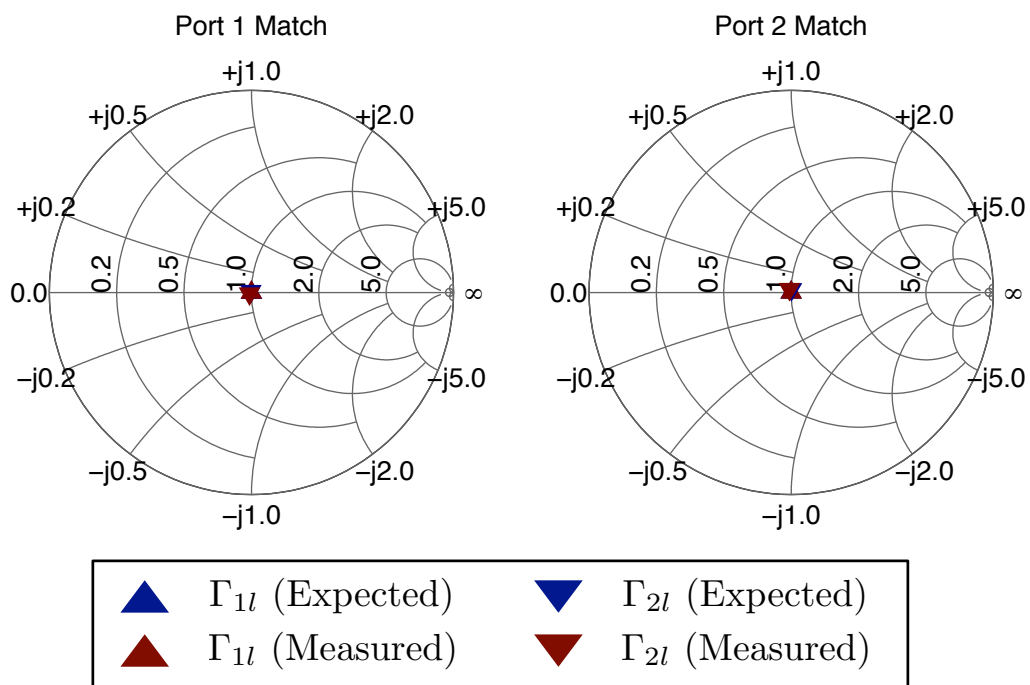 Port 1 Match
Port 2 Match
+j1.0
+j0.5
+j2.0
+j0.2
+j5.0
0.2
0.5
1.0
2.0
5.0
0.0
∞
−j0.2
−j5.0
−j0.5
−j2.0
−j1.0
+j1.0
+j0.5
+j2.0
+j0.2
+j5.0
0.2
0.5
1.0
2.0
5.0
0.0
∞
−j0.2
−j5.0
−j0.5
−j2.0
−j1.0
Γ1l (Expected)
Γ2l (Expected)
Γ1l (Measured)
Γ2l (Measured)